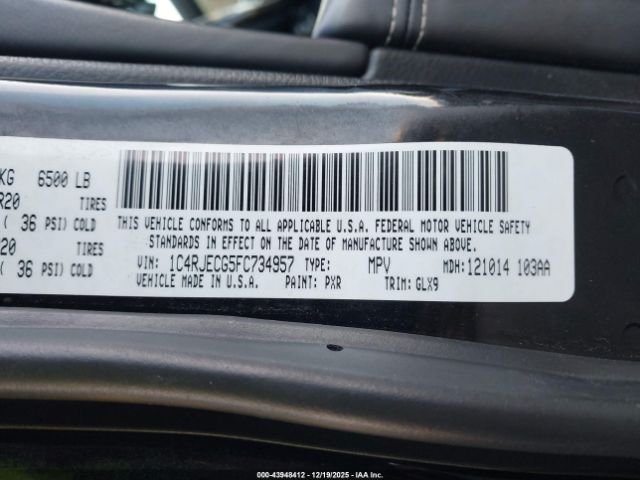 KG 6500 LB
R20 TIRES
( 36 PSI) COLD
20 TIRES
( 36 PSI) COLD
THIS VEHICLE CONFORMS TO ALL APPLICABLE U.S.A. FEDERAL MOTOR VEHICLE SAFETY
STANDARDS IN EFFECT ON THE DATE OF MANUFACTURE SHOWN ABOVE.
VIN: 1C4RJECG5FC734957 TYPE: MPV MDH: 121014 103AA
VEHICLE MADE IN U.S.A. PAINT: PXR TRIM: GLX9
© -- 43948412 -- 12/19/2025 -- IAA Inc.